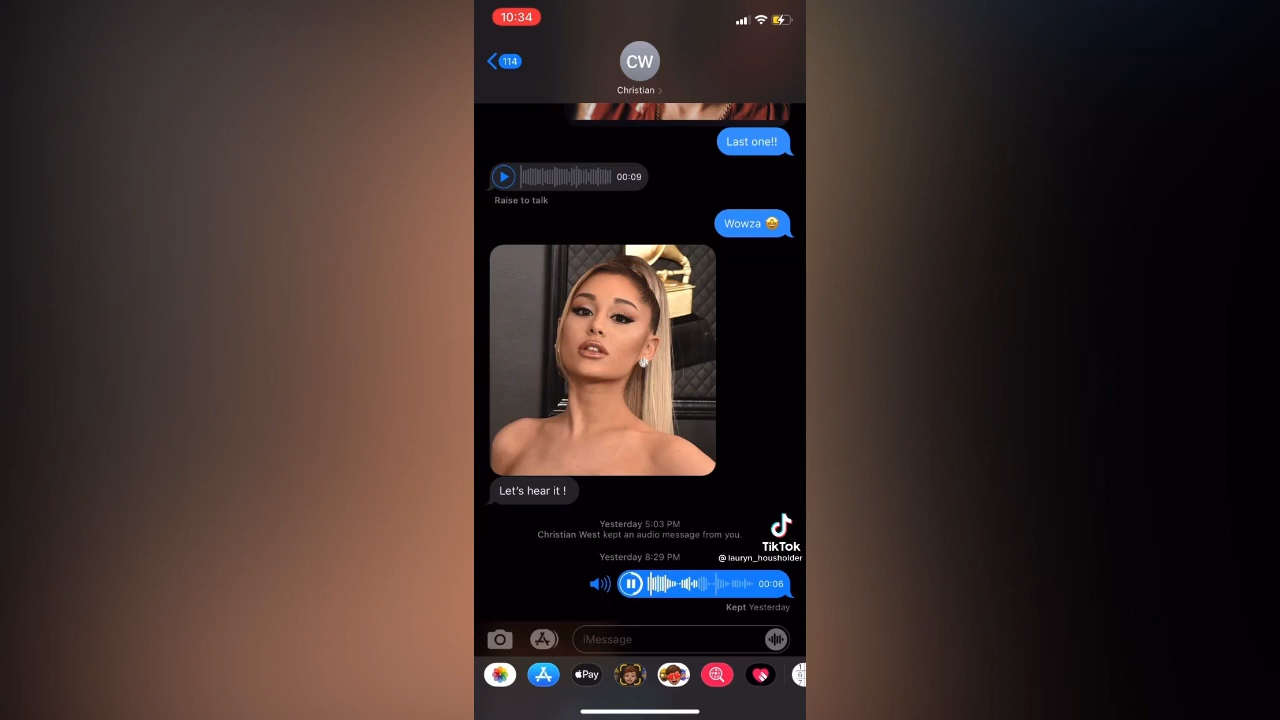 10:34
114
CW
Christian
Last one!!
00:09
Raise to talk
Wowza 🤩
Let's hear it !
Yesterday 5:03 PM
Christian West kept an audio message from you.
TikTok
@lauryn_housholder
Yesterday 8:29 PM
00:06
Kept Yesterday
iMessage
Pay